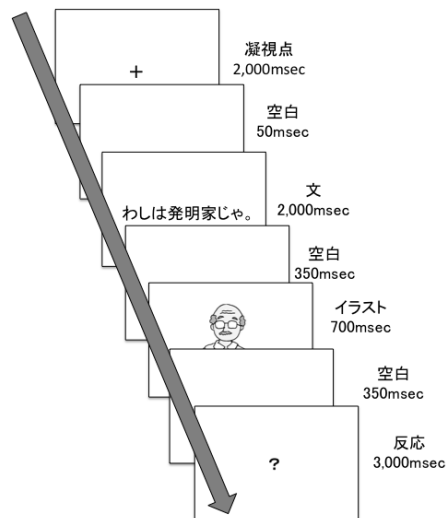 +
凝視点
2,000msec
空白
50msec
わしは発明家じゃ。
文
2,000msec
空白
350msec
イラスト
700msec
空白
350msec
?
反応
3,000msec